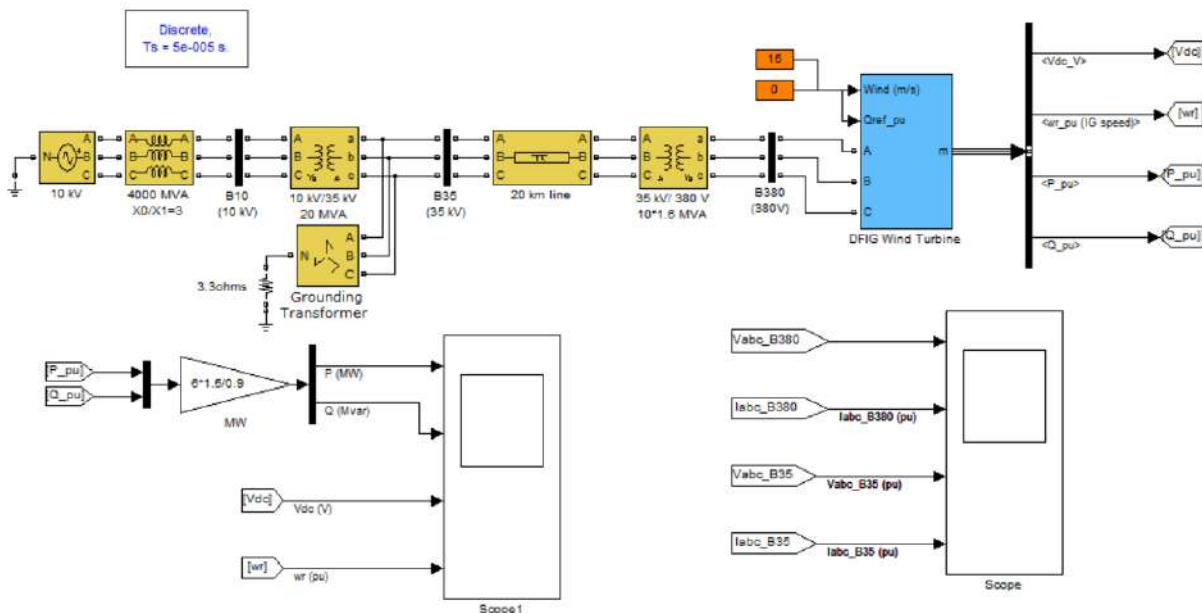 Discrete,
Ts = 5e-005 s.
[Vdc]
<Vdc_V>
16
0
Wind (m/s)
Qref_pu
[wr]
<wr_pu (IG speed)>
N A B C
A B C A B C
A B C a b c
A B C A B C
A B C a b c
A
B
C
m
10 kV
4000 MVA
X0/X1=3
B10
(10 kV)
10 kV/35 kV
20 MVA
B35
(35 kV)
20 km line
35 kV/ 380 V
10*1.6 MVA
B380
(380V)
DFIG Wind Turbine
[P_pu]
<P_pu>
[Q_pu]
<Q_pu>
N A B C
3.3ohms
Grounding
Transformer
[P_pu]
[Q_pu]
6*1.5/0.9
MW
P (MW)
Q (Mvar)
[Vdc]
Vdc (V)
[wr]
wr (pu)
Scope1
Vabc_B380
Iabc_B380
Iabc_B380 (pu)
Vabc_B35
Vabc_B35 (pu)
Iabc_B35
Iabc_B35 (pu)
Scope